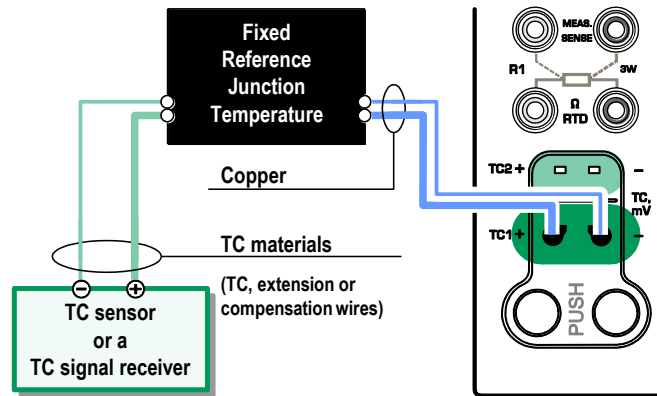 Fixed
Reference
Junction
Temperature
Copper
TC materials
(TC, extension or
compensation wires)
− +
TC sensor
or a
TC signal receiver
MEAS.
SENSE
R1
3W
Ω
RTD
TC2 + −
TC,
mV
TC1 + −
PUSH